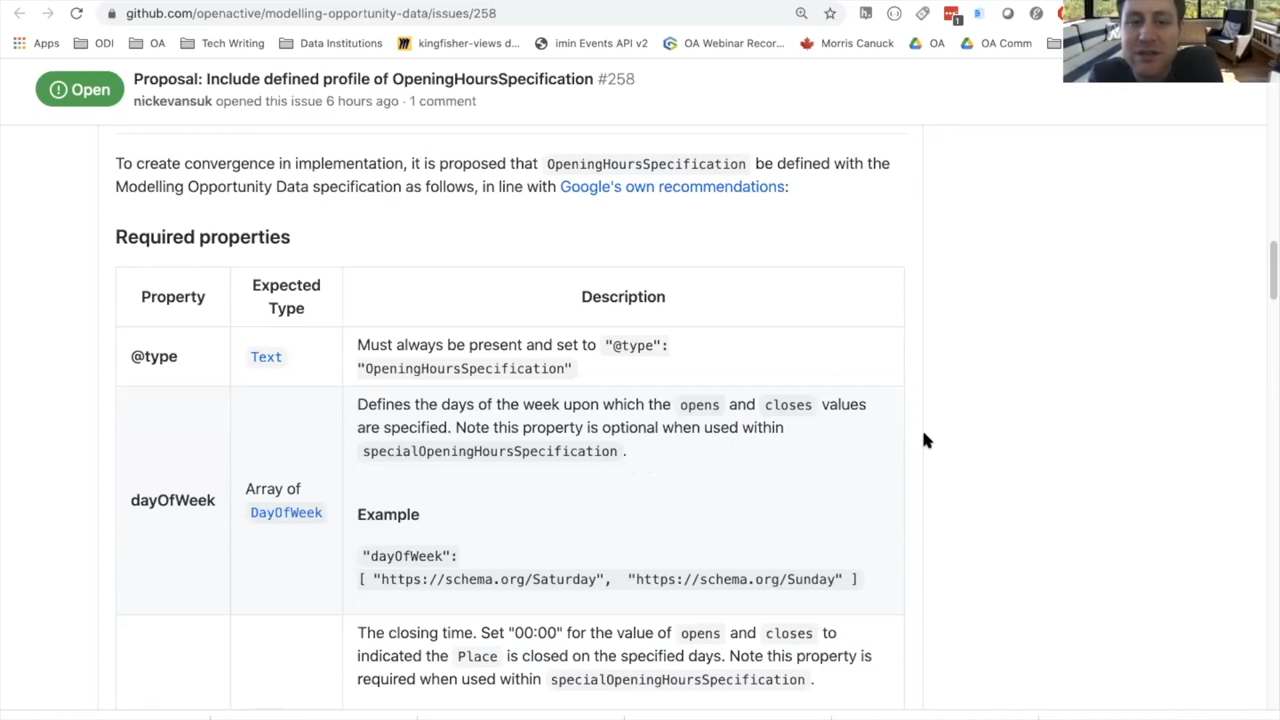 github.com/openactive/modelling-opportunity-data/issues/258
1
Apps ODI OA Tech Writing Data Institutions kingfisher-views d... imin Events API v2 OA Webinar Recor... Morris Canuck OA OA Comm
Open
Proposal: Include defined profile of OpeningHoursSpecification #258
nickevansuk opened this issue 6 hours ago · 1 comment
To create convergence in implementation, it is proposed that OpeningHoursSpecification be defined with the
Modelling Opportunity Data specification as follows, in line with Google's own recommendations:
Required properties
Property
Expected
Type
Description
@type
Text
Must always be present and set to "@type":
"OpeningHoursSpecification"
dayOfWeek
Array of
DayOfWeek
Defines the days of the week upon which the opens and closes values
are specified. Note this property is optional when used within
specialOpeningHoursSpecification .
Example
"dayOfWeek":
[ "https://schema.org/Saturday", "https://schema.org/Sunday" ]
The closing time. Set "00:00" for the value of opens and closes to
indicated the Place is closed on the specified days. Note this property is
required when used within specialOpeningHoursSpecification .